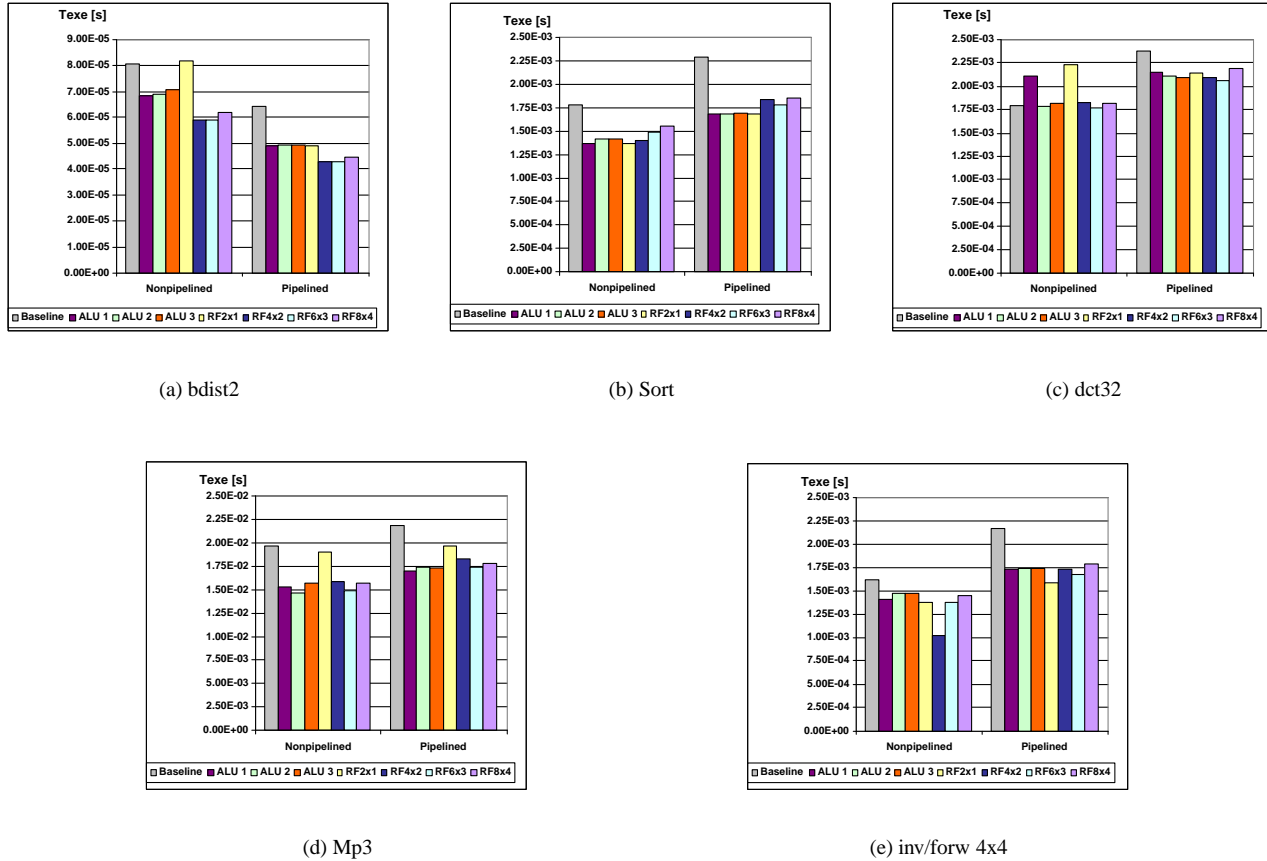 Texe [s]
9.00E-05
8.00E-05
7.00E-05
6.00E-05
5.00E-05
4.00E-05
3.00E-05
2.00E-05
1.00E-05
0.00E+00
Nonpipelined Pipelined
Baseline ALU 1 ALU 2 ALU 3 RF2x1 RF4x2 RF6x3 RF8x4
(a) bdist2
Texe [s]
2.50E-03
2.25E-03
2.00E-03
1.75E-03
1.50E-03
1.25E-03
1.00E-03
7.50E-04
5.00E-04
2.50E-04
0.00E+00
Nonpipelined Pipelined
Baseline ALU 1 ALU 2 ALU 3 RF2x1 RF4x2 RF6x3 RF8x4
(b) Sort
Texe [s]
2.50E-03
2.25E-03
2.00E-03
1.75E-03
1.50E-03
1.25E-03
1.00E-03
7.50E-04
5.00E-04
2.50E-04
0.00E+00
Nonpipelined Pipelined
Baseline ALU 1 ALU 2 ALU 3 RF2x1 RF4x2 RF6x3 RF8x4
(c) dct32
Texe [s]
2.50E-02
2.25E-02
2.00E-02
1.75E-02
1.50E-02
1.25E-02
1.00E-02
7.50E-03
5.00E-03
2.50E-03
0.00E+00
Nonpipelined Pipelined
Baseline ALU 1 ALU 2 ALU 3 RF2x1 RF4x2 RF6x3 RF8x4
(d) Mp3
Texe [s]
2.50E-03
2.25E-03
2.00E-03
1.75E-03
1.50E-03
1.25E-03
1.00E-03
7.50E-04
5.00E-04
2.50E-04
0.00E+00
Nonpipelined Pipelined
Baseline ALU 1 ALU 2 ALU 3 RF2x1 RF4x2 RF6x3 RF8x4
(e) inv/forw 4x4